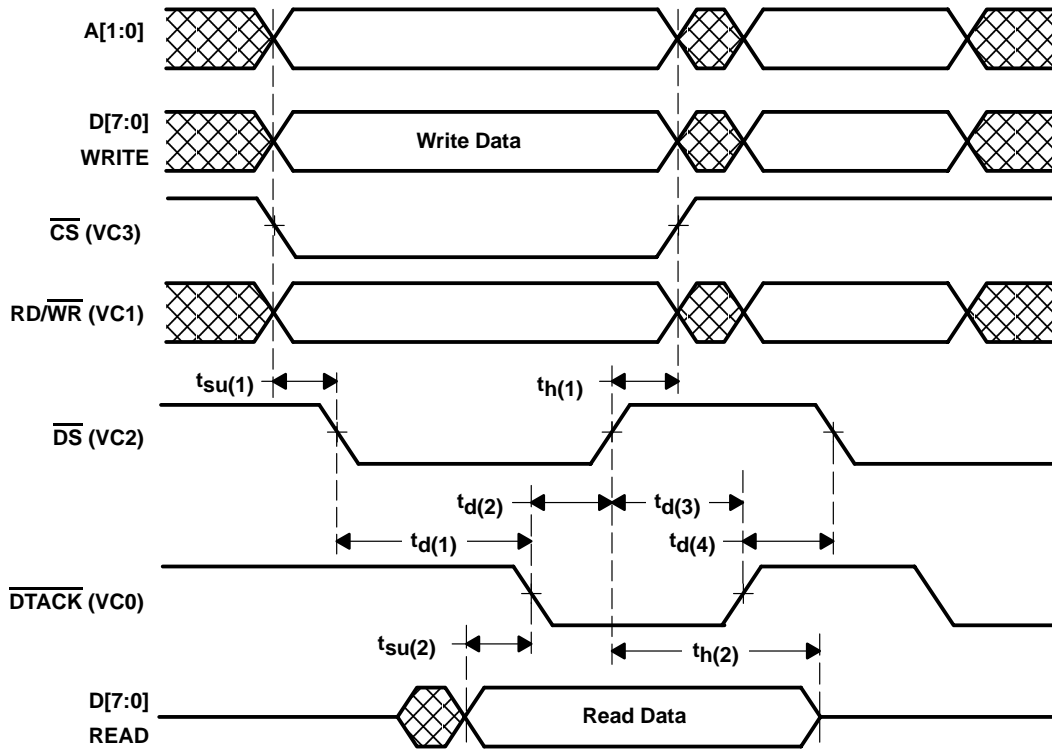 A[1:0]
D[7:0]
WRITE
Write Data
CS (VC3)
RD/WR (VC1)
tsu(1)
th(1)
DS (VC2)
td(2)
td(3)
td(1)
td(4)
DTACK (VC0)
tsu(2)
th(2)
D[7:0]
READ
Read Data